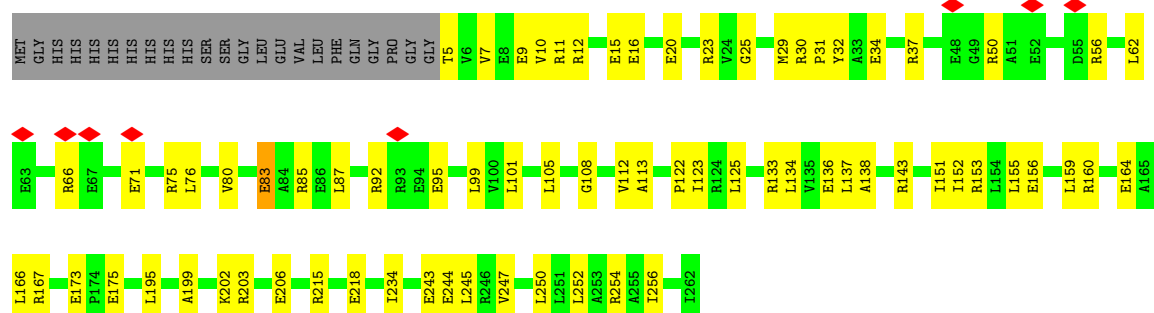 MET GLY HIS HIS HIS HIS HIS HIS HIS HIS HIS HIS SER SER GLY LEU GLU VAL LEU PHE GLN GLY PRO GLY GLY T5 V6 V7 E8 E9 V10 R11 R12 E15 E16 E20 R23 V24 G25 M29 R30 P31 Y32 A33 E34 R37 E48 G49 R50 A51 E52 D55 R56 L62
E63 R66 E67 E71 R75 L76 V80 E83 A84 R85 E86 L87 R92 R93 E94 E95 L99 V100 L101 L105 G108 V112 A113 P122 I123 R124 L125 R133 L134 V135 E136 L137 A138 R143 I151 I152 R153 L154 L155 E156 L159 R160 E164 A165
L166 R167 E173 P174 E175 L195 A199 K202 R203 E206 R215 E218 I234 E243 E244 L245 R246 V247 L250 L251 L252 A253 R254 A255 I256 I262